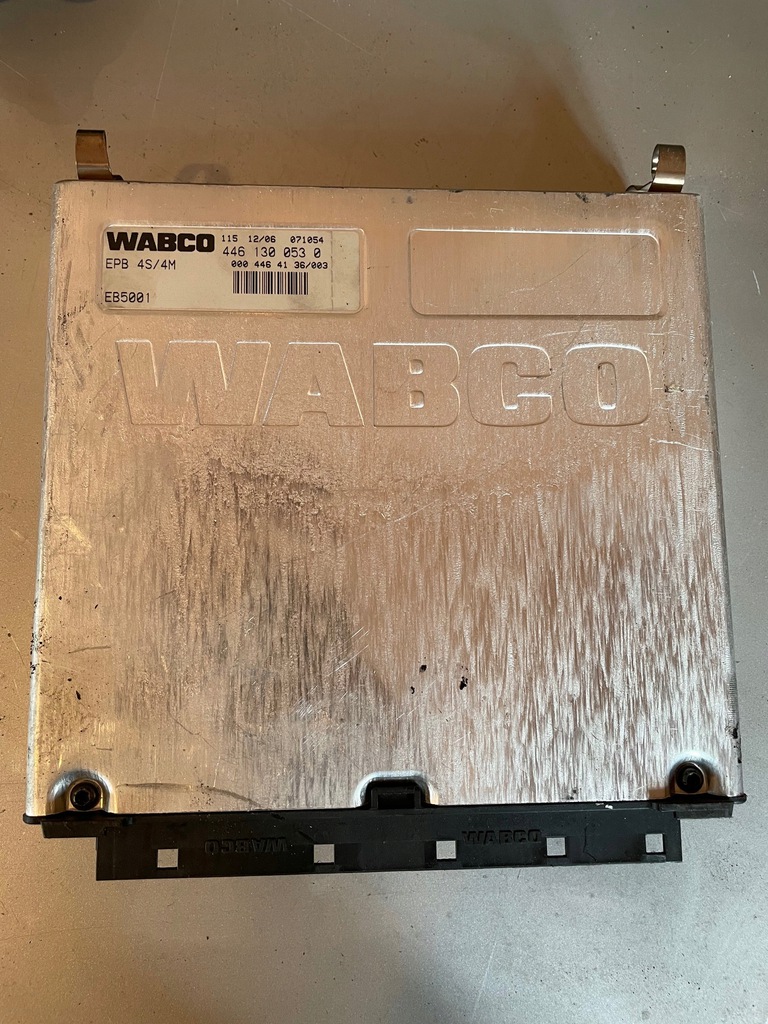 WABCO 115 12/06 071054
446 130 053 0
EPB 4S/4M 000 446 41 36/003
EB5001
WABCO
WABCO WABCO